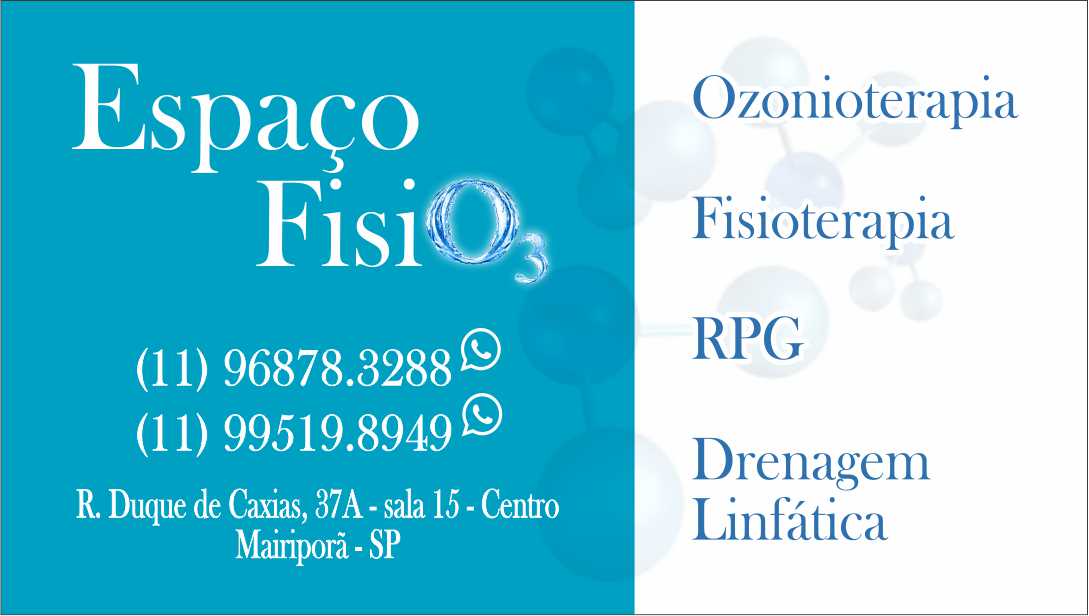 Espaço
FisiO3
(11) 96878.3288
(11) 99519.8949
R. Duque de Caxias, 37A - sala 15 - Centro
Mairiporã - SP
Ozonioterapia
Fisioterapia
RPG
Drenagem
Linfática